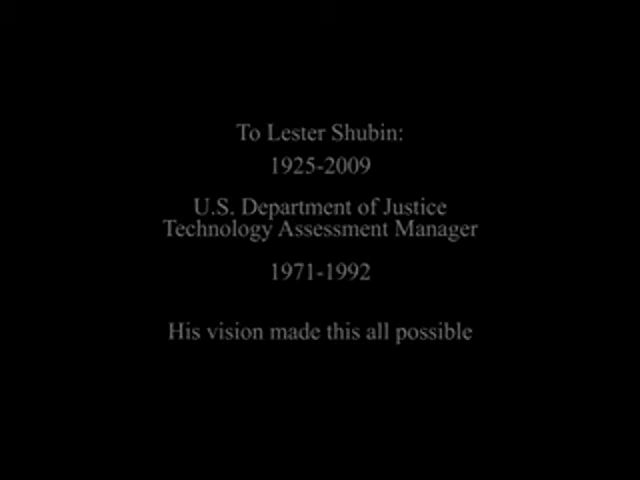 To Lester Shubin:
1925-2009
U.S. Department of Justice
Technology Assessment Manager
1971-1992
His vision made this all possible